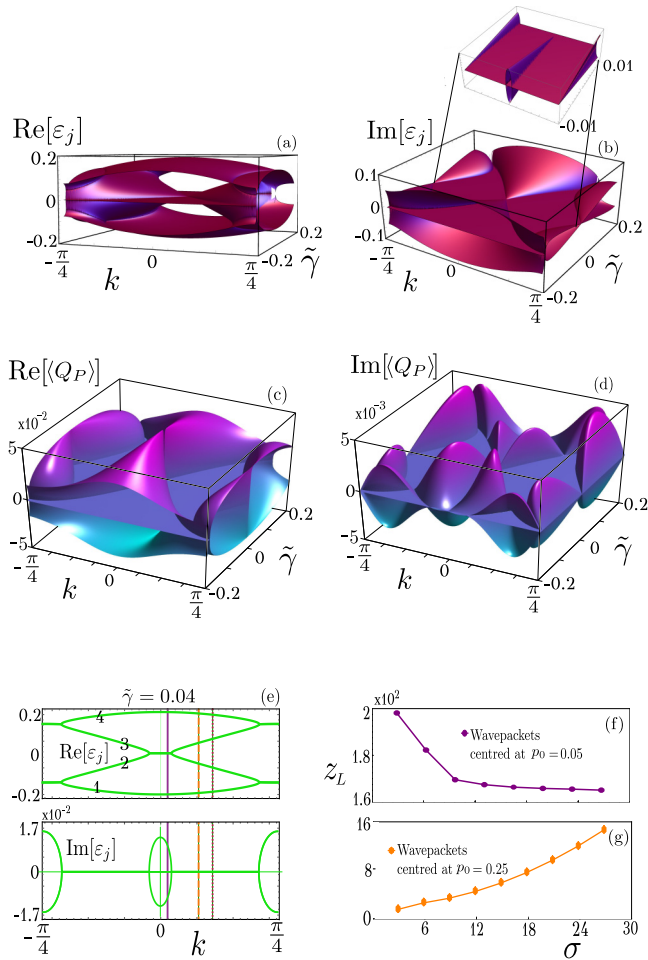 0.01
-0.01
Re[ε_j]
(a)
0.2
0
-0.2
-π/4
k
0
π/4
-0.2
γ̃
0.2
Im[ε_j]
(b)
0.1
0
-0.1
-π/4
k
0
π/4
-0.2
0
γ̃
0.2
Re[⟨Q_P⟩]
(c)
x10⁻²
5
0
-5
-π/4
k
0
π/4
-0.2
0
γ̃
0.2
Im[⟨Q_P⟩]
(d)
x10⁻³
5
0
-5
-π/4
k
0
π/4
-0.2
0
γ̃
0.2
γ̃ = 0.04
(e)
0.2
0
-0.2
4
Re[ε_j]
3
2
1
x10⁻²
1.7
0
-1.7
Im[ε_j]
-π/4
0
k
π/4
x10²
2
1.8
1.6
z_L
(f)
Wavepackets
centred at p₀ = 0.05
16
8
0
(g)
Wavepackets
centred at p₀ = 0.25
6
12
18
24
30
σ